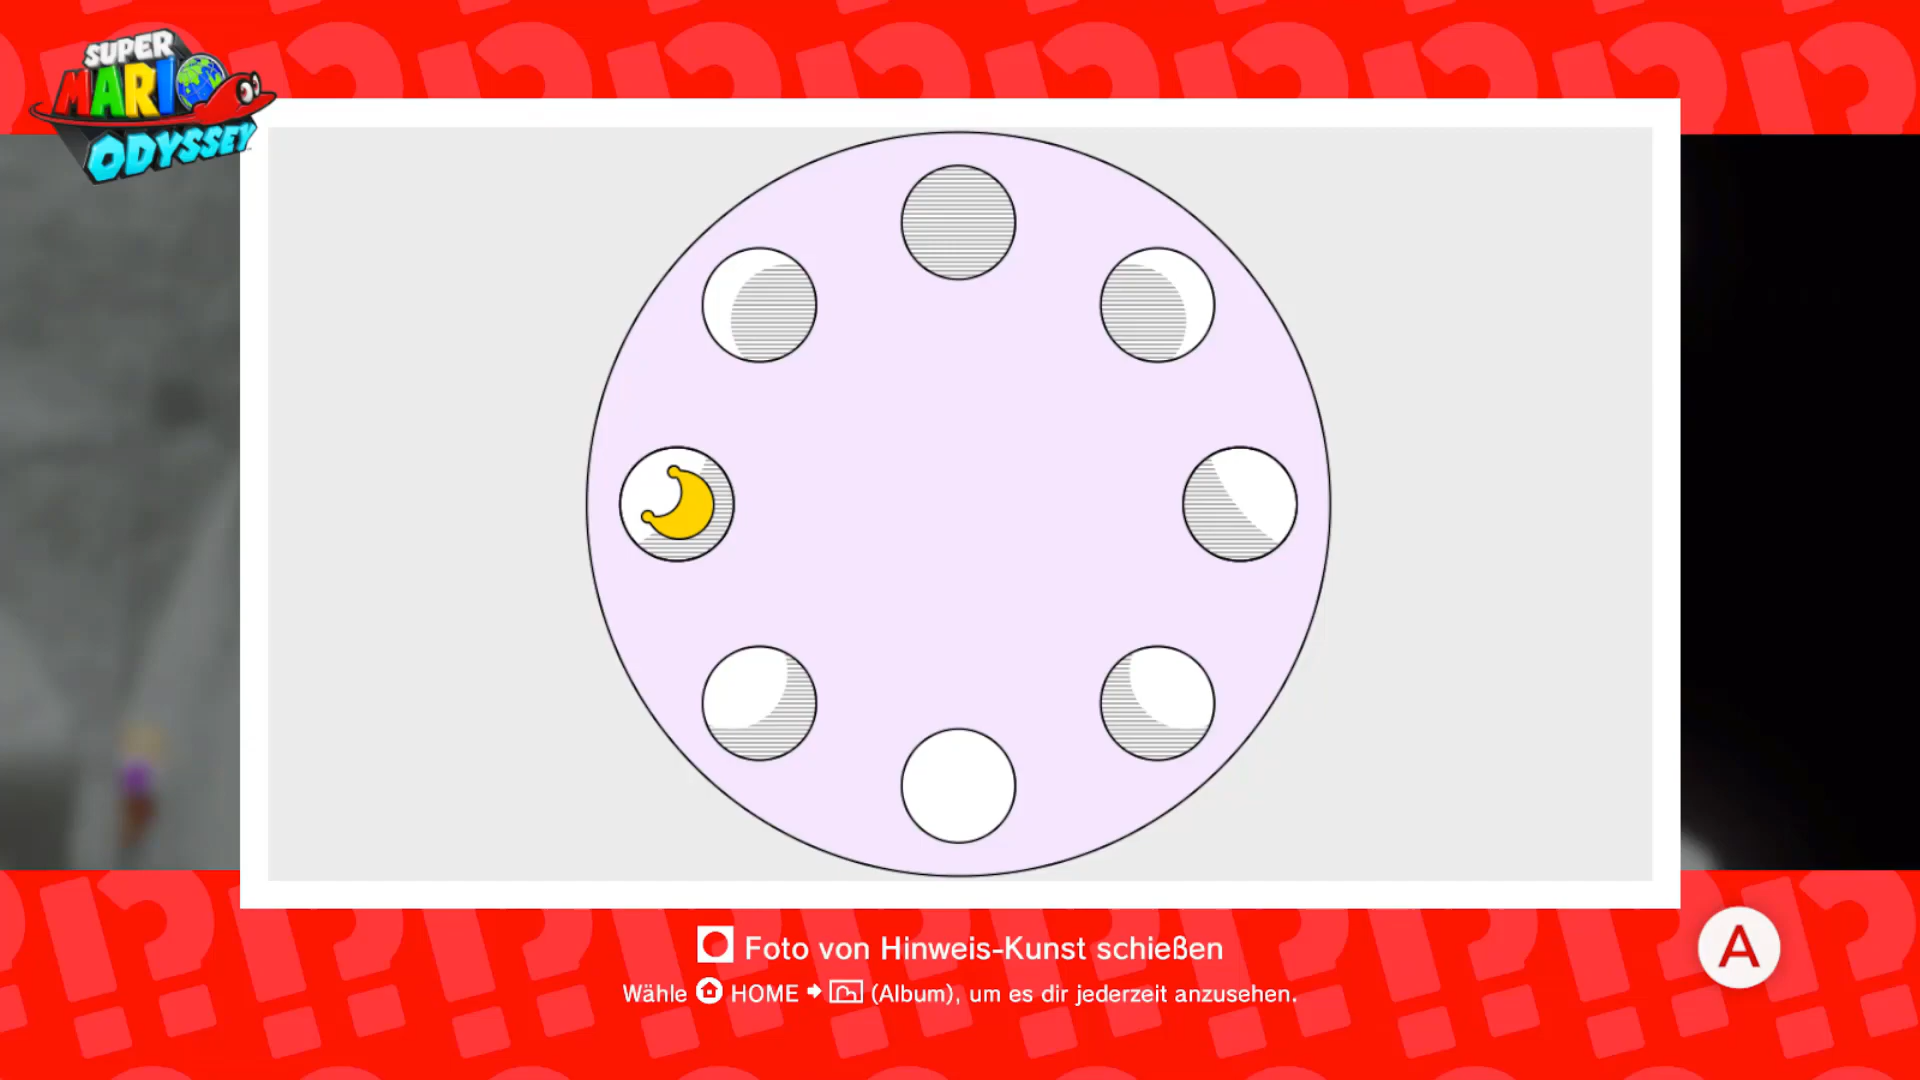 SUPER
MARIO
ODYSSEY
Foto von Hinweis-Kunst schießen
Wähle HOME (Album), um es dir jederzeit anzusehen.
A